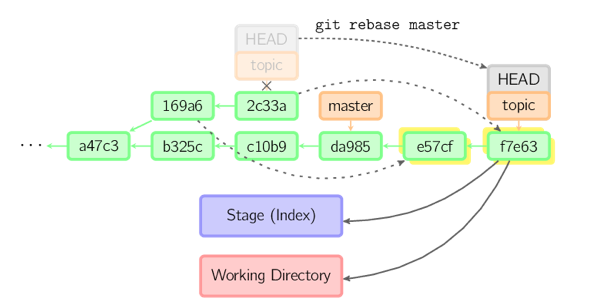 git rebase master
HEAD
topic
HEAD
topic
169a6
2c33a
master
...
a47c3
b325c
c10b9
da985
e57cf
f7e63
Stage (Index)
Working Directory